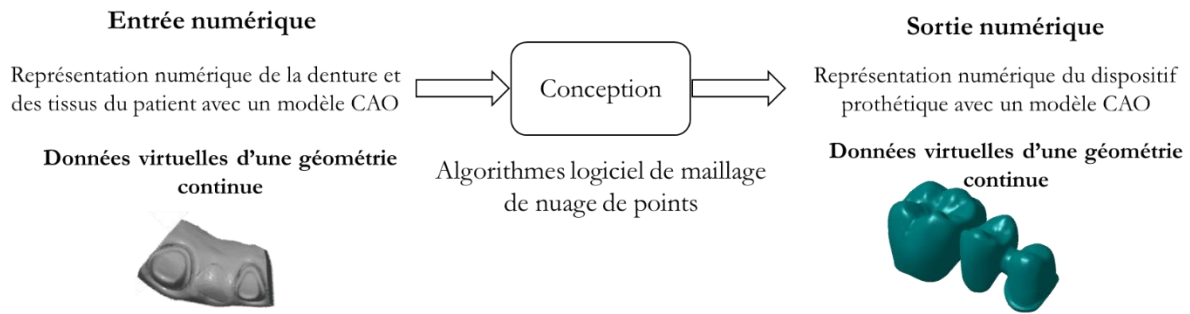 Entrée numérique
Représentation numérique de la denture et
des tissus du patient avec un modèle CAO
Données virtuelles d'une géométrie
continue
Conception
Algorithmes logiciel de maillage
de nuage de points
Sortie numérique
Représentation numérique du dispositif
prothétique avec un modèle CAO
Données virtuelles d'une géométrie
continue